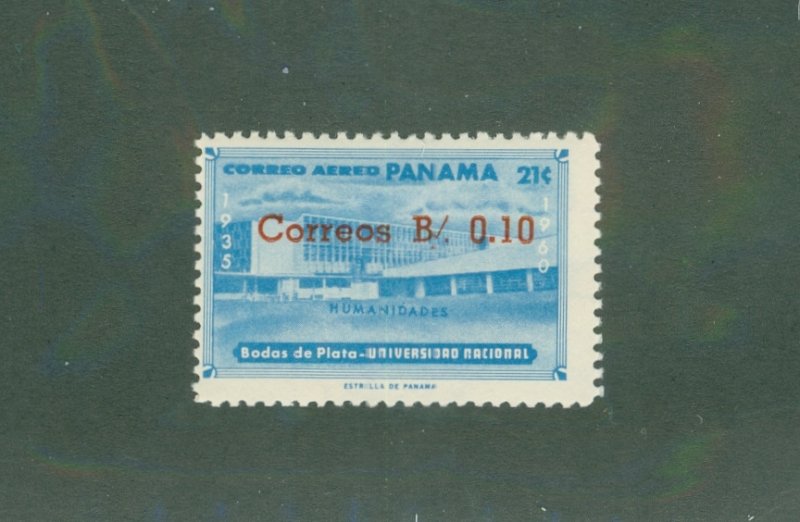 CORREO AEREO PANAMA 21¢
1935
1960
Correos B/. 0.10
HUMANIDADES
Bodas de Plata-UNIVERSIDAD NACIONAL
ESTRELLA DE PANAMA